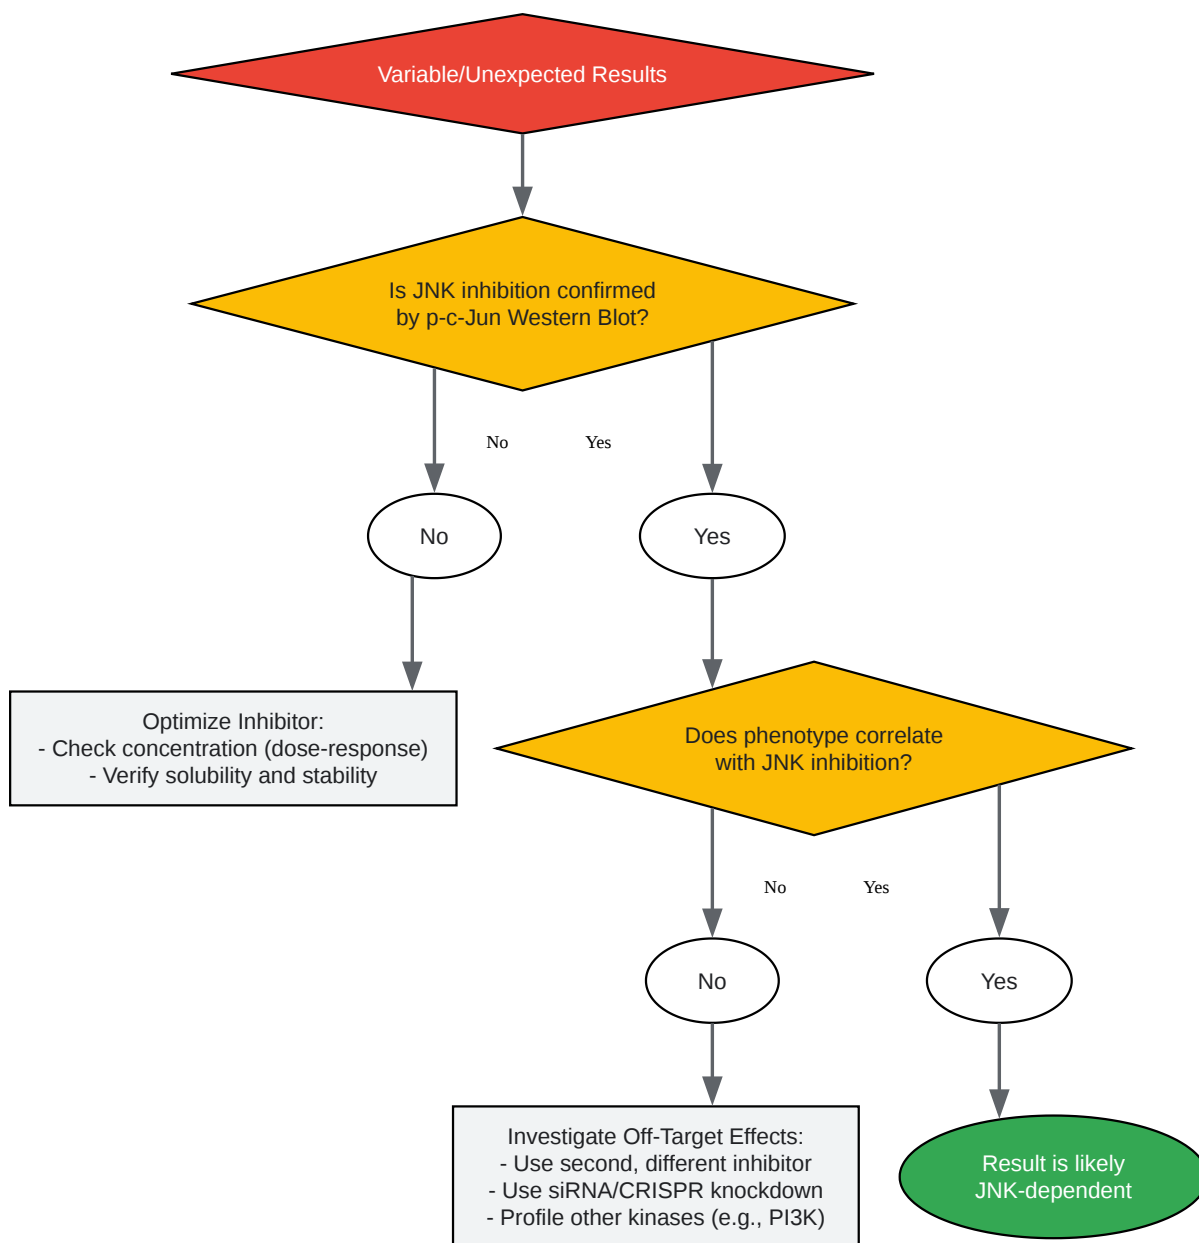 Variable/Unexpected Results
Is JNK inhibition confirmed
by p-c-Jun Western Blot?
No
Yes
No
Yes
Optimize Inhibitor:
- Check concentration (dose-response)
- Verify solubility and stability
Does phenotype correlate
with JNK inhibition?
No
Yes
No
Yes
Investigate Off-Target Effects:
- Use second, different inhibitor
- Use siRNA/CRISPR knockdown
- Profile other kinases (e.g., PI3K)
Result is likely
JNK-dependent